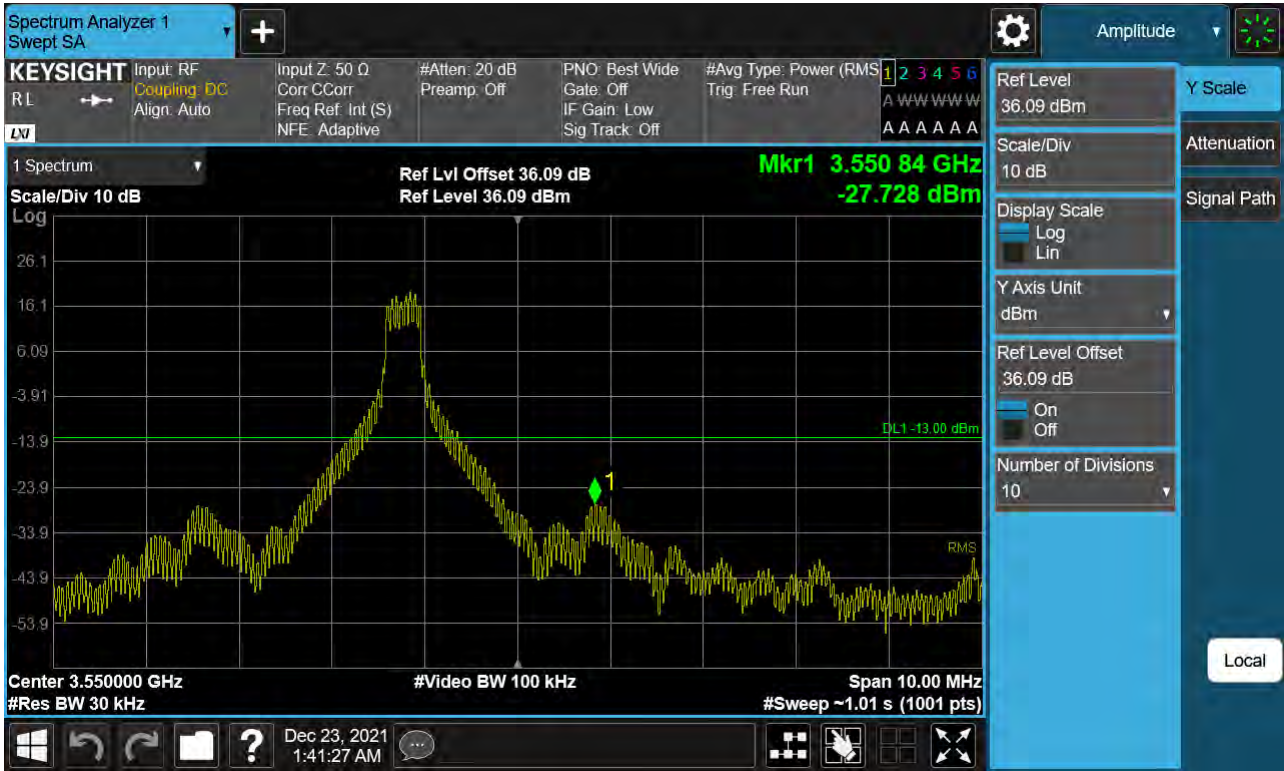 Spectrum Analyzer 1
Swept SA
+
Amplitude
KEYSIGHT
RL
LXI
Input: RF
Coupling: DC
Align: Auto
Input Z: 50 Ω
Corr CCorr
Freq Ref: Int (S)
NFE: Adaptive
#Atten: 20 dB
Preamp: Off
PNO: Best Wide
Gate: Off
IF Gain: Low
Sig Track: Off
#Avg Type: Power (RMS
Trig: Free Run
1 2 3 4 5 6
A W W W W W
A A A A A A
1 Spectrum
Scale/Div 10 dB
Log
Ref Lvl Offset 36.09 dB
Ref Level 36.09 dBm
Mkr1 3.550 84 GHz
-27.728 dBm
26.1
16.1
6.09
-3.91
-13.9
-23.9
-33.9
-43.9
-53.9
DL1 -13.00 dBm
1
RMS
Center 3.550000 GHz
#Res BW 30 kHz
#Video BW 100 kHz
Span 10.00 MHz
#Sweep ~1.01 s (1001 pts)
Ref Level
36.09 dBm
Scale/Div
10 dB
Display Scale
Log
Lin
Y Axis Unit
dBm
Ref Level Offset
36.09 dB
On
Off
Number of Divisions
10
Y Scale
Attenuation
Signal Path
Local
?
Dec 23, 2021
1:41:27 AM